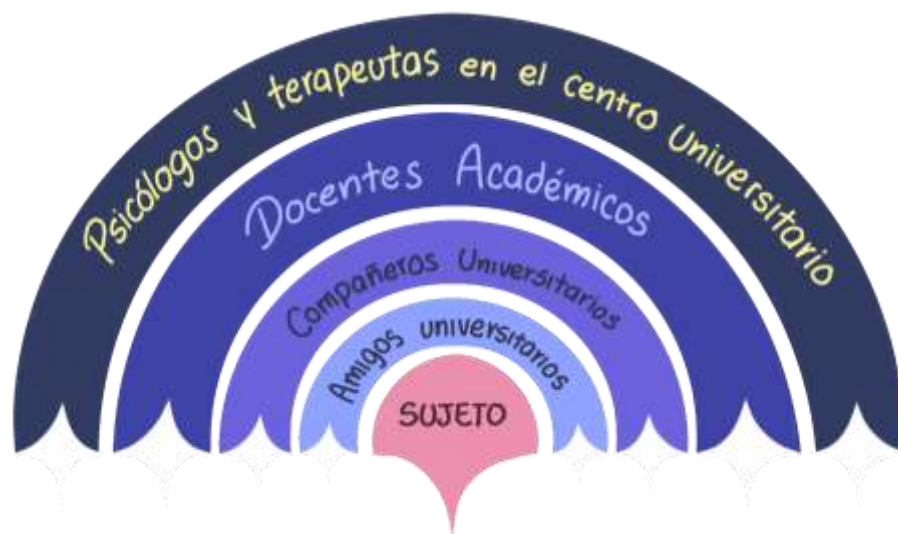 Psicólogos y terapeutas en el centro Universitario
Docentes Académicos
Compañeros Universitarios
Amigos universitarios
SUJETO